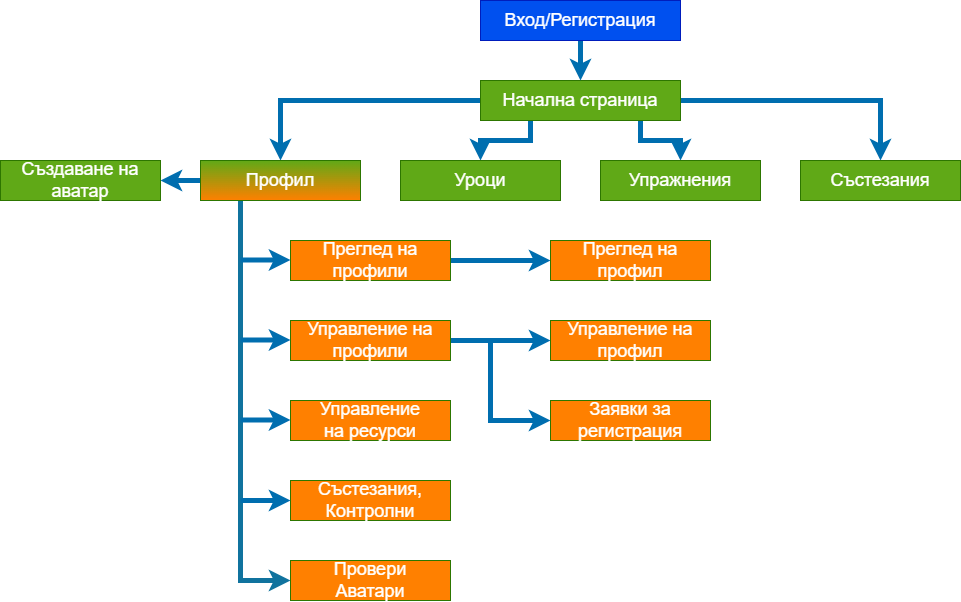 Вход/Регистрация
Начална страница
Създаване на
аватар
Профил
Уроци
Упражнения
Състезания
Преглед на
профили
Преглед на
профил
Управление на
профили
Управление на
профил
Управление
на ресурси
Заявки за
регистрация
Състезания,
Контролни
Провери
Аватари